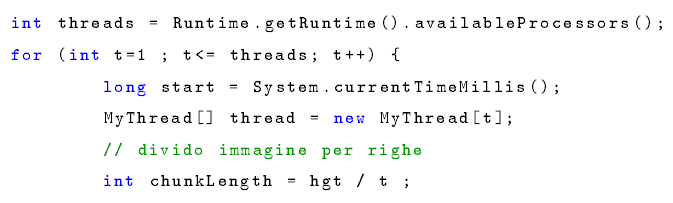 int threads = Runtime.getRuntime().availableProcessors();
for (int t=1 ; t<= threads; t++) {
long start = System.currentTimeMillis();
MyThread[] thread = new MyThread[t];
// divido immagine per righe
int chunkLength = hgt / t ;